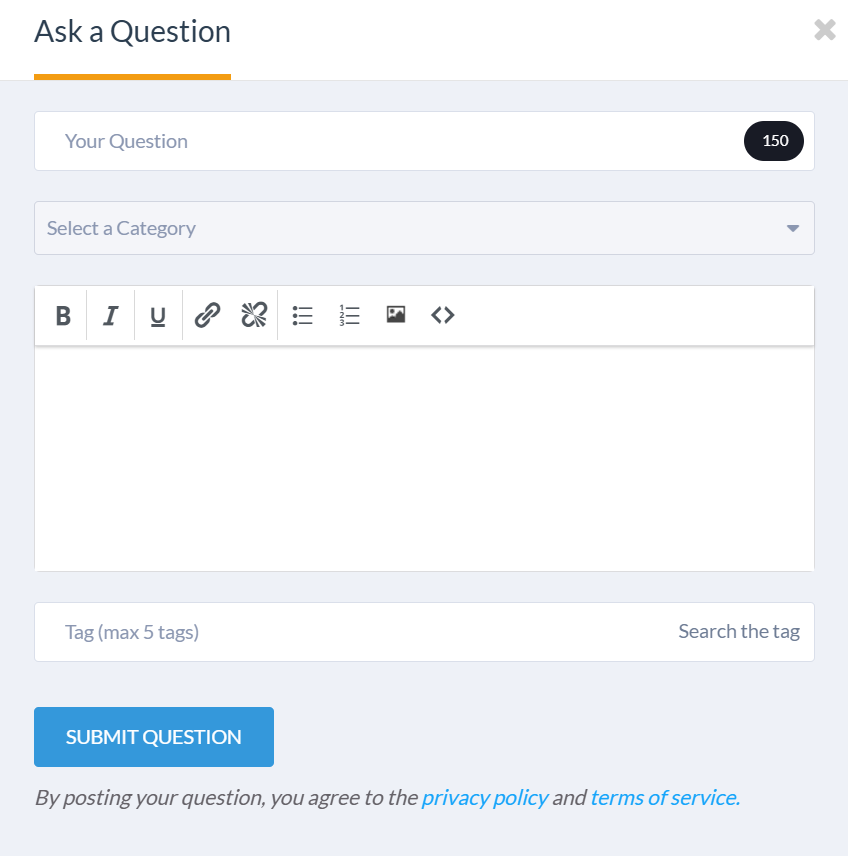 Ask a Question
Your Question 150
Select a Category
B I U
Tag (max 5 tags) Search the tag
SUBMIT QUESTION
By posting your question, you agree to the privacy policy and terms of service.